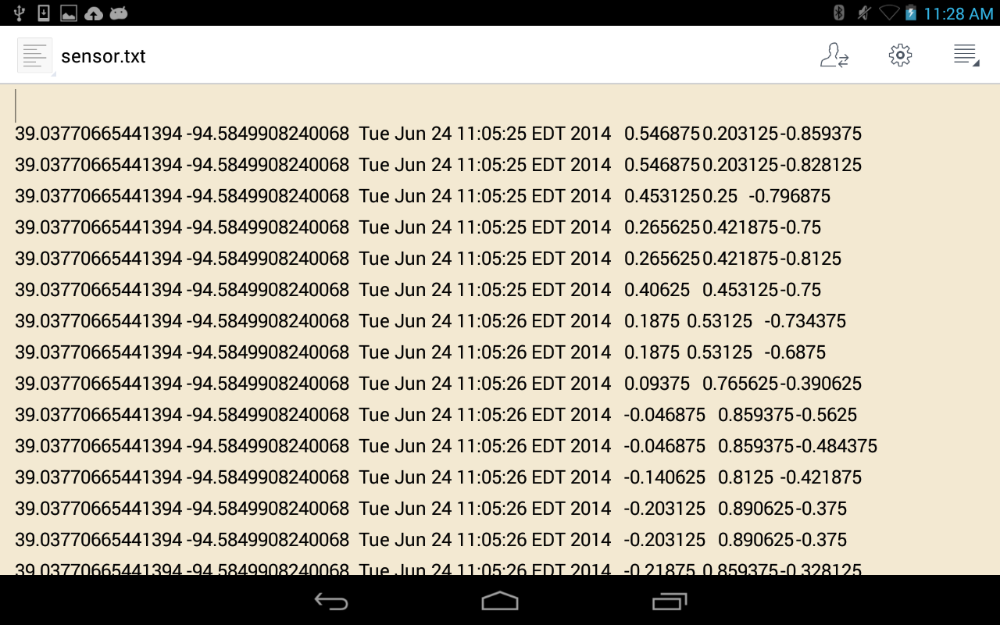 11:28 AM
sensor.txt
39.03770665441394 -94.5849908240068 Tue Jun 24 11:05:25 EDT 2014 0.546875 0.203125 -0.859375
39.03770665441394 -94.5849908240068 Tue Jun 24 11:05:25 EDT 2014 0.546875 0.203125 -0.828125
39.03770665441394 -94.5849908240068 Tue Jun 24 11:05:25 EDT 2014 0.453125 0.25 -0.796875
39.03770665441394 -94.5849908240068 Tue Jun 24 11:05:25 EDT 2014 0.265625 0.421875 -0.75
39.03770665441394 -94.5849908240068 Tue Jun 24 11:05:25 EDT 2014 0.265625 0.421875 -0.8125
39.03770665441394 -94.5849908240068 Tue Jun 24 11:05:25 EDT 2014 0.40625 0.453125 -0.75
39.03770665441394 -94.5849908240068 Tue Jun 24 11:05:26 EDT 2014 0.1875 0.53125 -0.734375
39.03770665441394 -94.5849908240068 Tue Jun 24 11:05:26 EDT 2014 0.1875 0.53125 -0.6875
39.03770665441394 -94.5849908240068 Tue Jun 24 11:05:26 EDT 2014 0.09375 0.765625 -0.390625
39.03770665441394 -94.5849908240068 Tue Jun 24 11:05:26 EDT 2014 -0.046875 0.859375 -0.5625
39.03770665441394 -94.5849908240068 Tue Jun 24 11:05:26 EDT 2014 -0.046875 0.859375 -0.484375
39.03770665441394 -94.5849908240068 Tue Jun 24 11:05:26 EDT 2014 -0.140625 0.8125 -0.421875
39.03770665441394 -94.5849908240068 Tue Jun 24 11:05:26 EDT 2014 -0.203125 0.890625 -0.375
39.03770665441394 -94.5849908240068 Tue Jun 24 11:05:26 EDT 2014 -0.203125 0.890625 -0.375
39.03770665441394 -94.5849908240068 Tue Jun 24 11:05:26 EDT 2014 -0.21875 0.859375 -0.328125